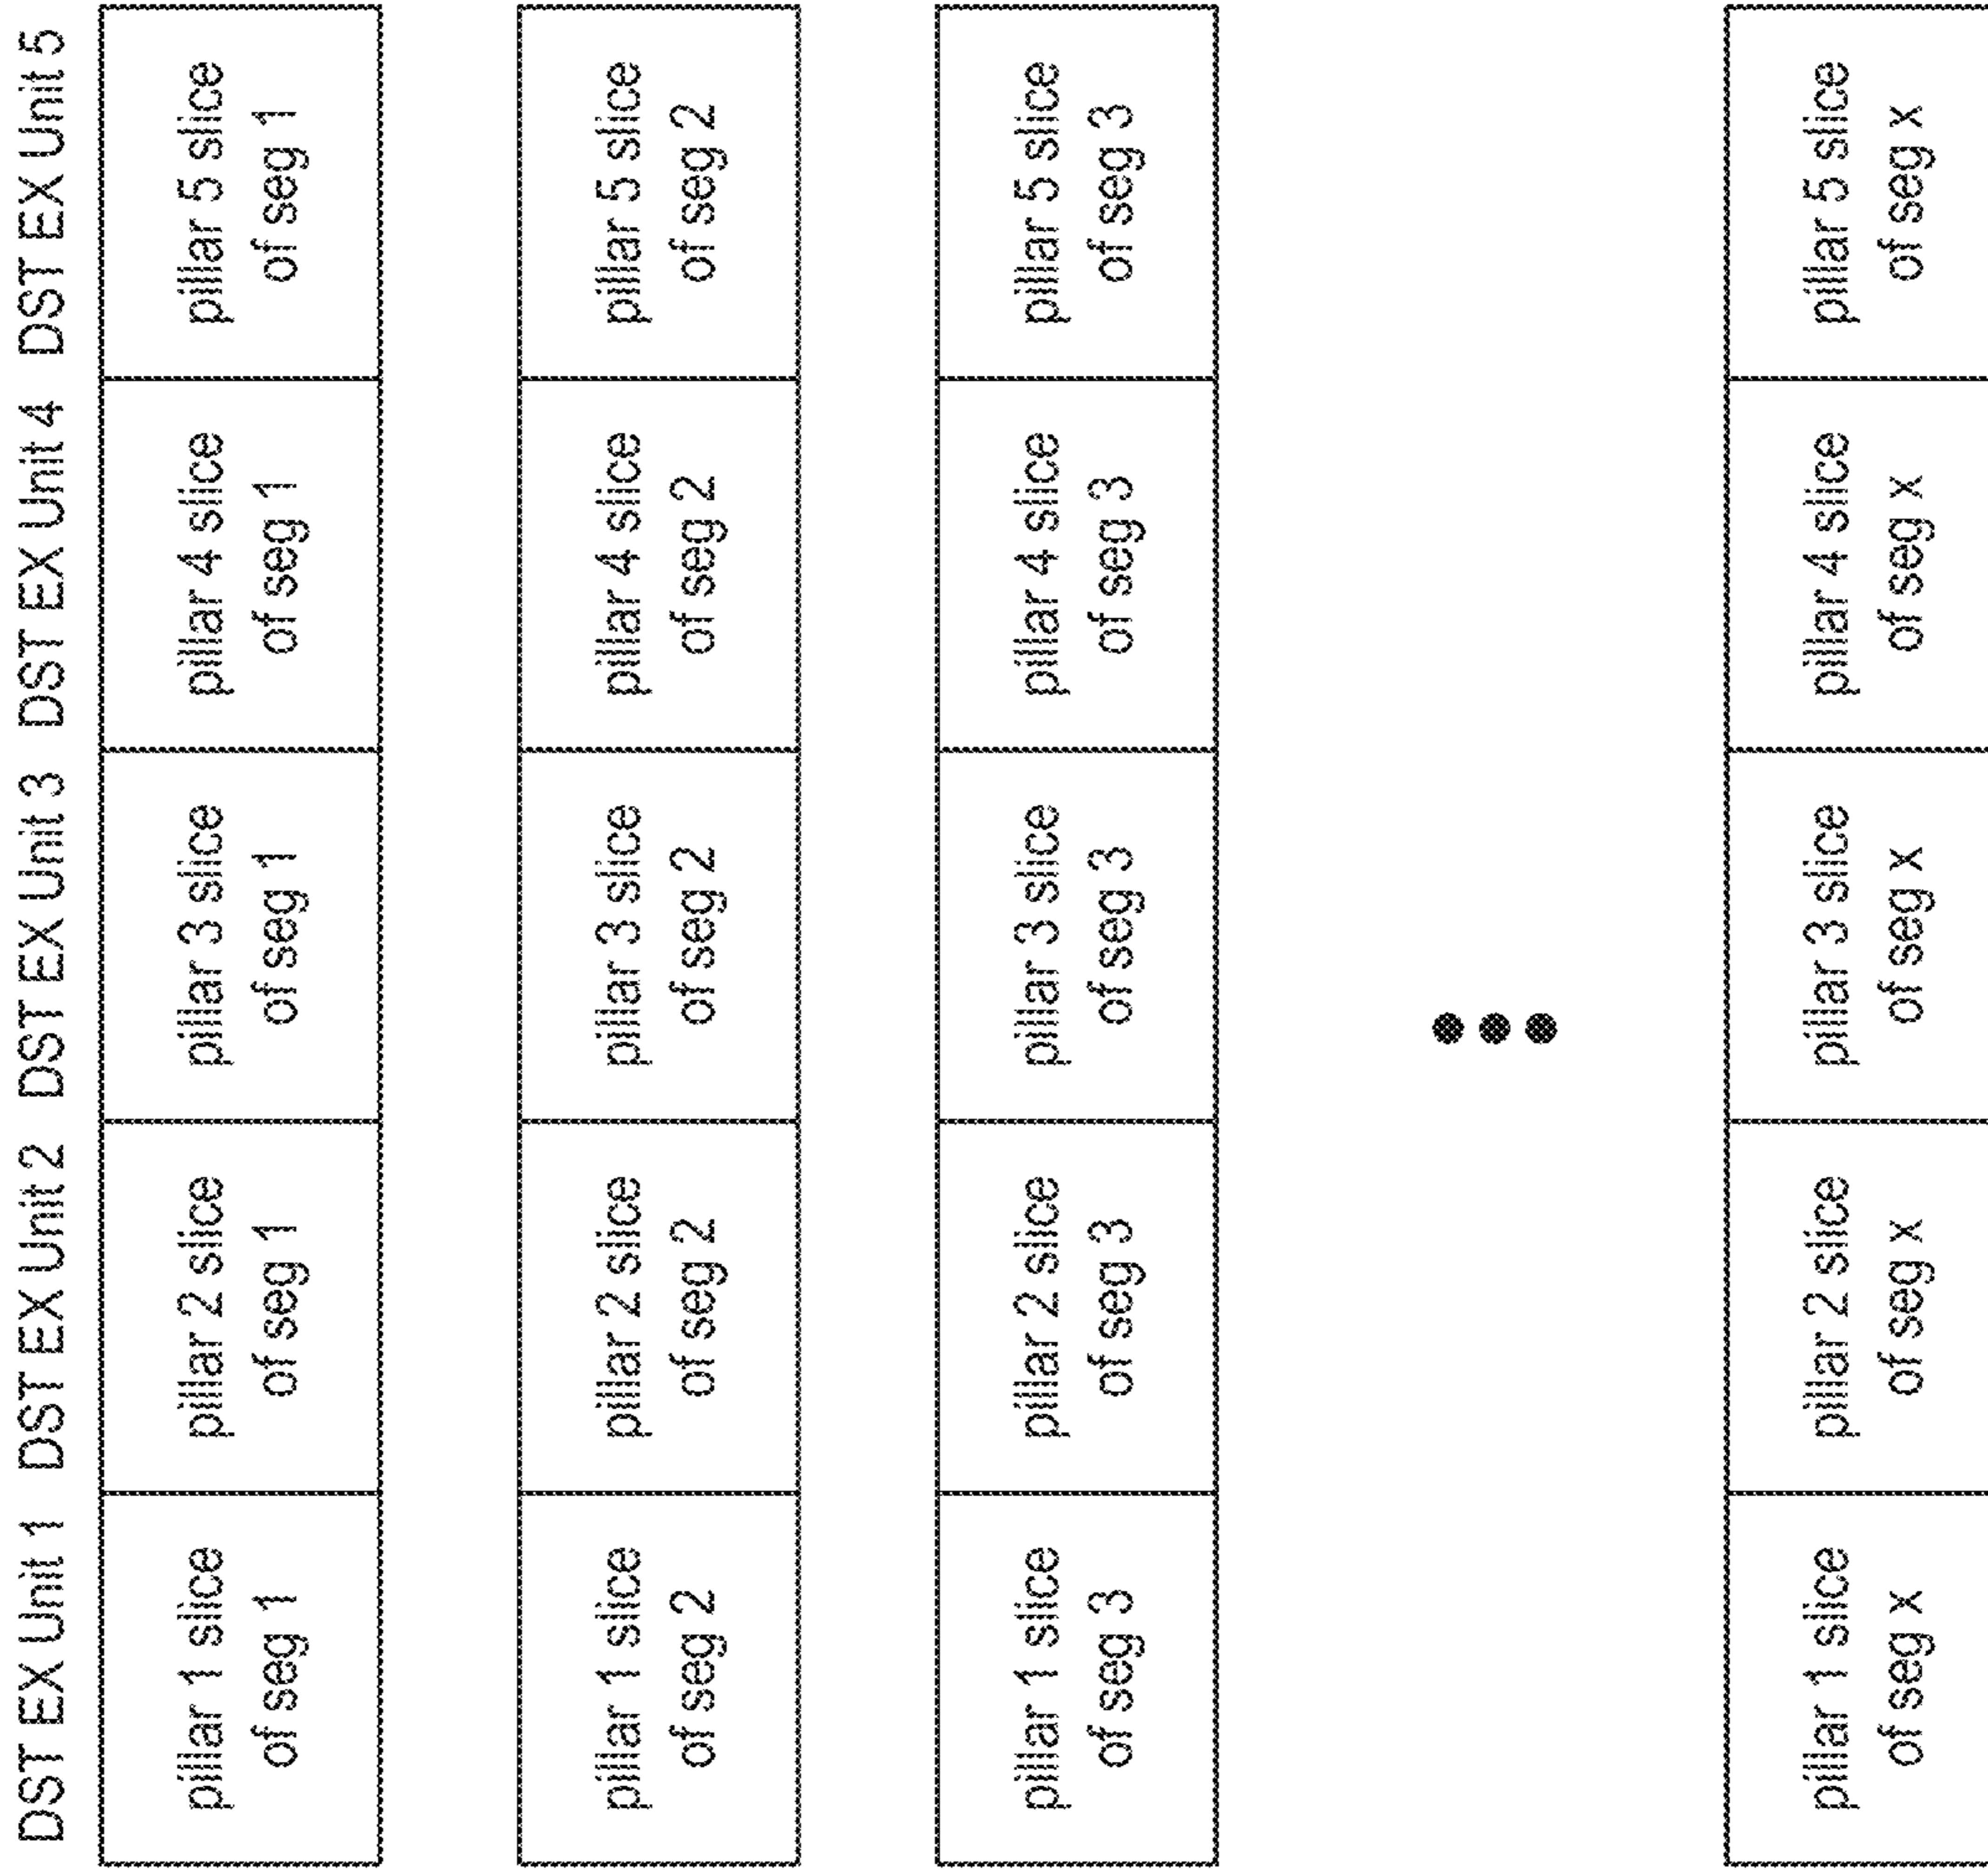 DST EX Unit 1 DST EX Unit 2 DST EX Unit 3 DST EX Unit 4 DST EX Unit 5
pillar 1 slice
of seg 1
pillar 2 slice
of seg 1
pillar 3 slice
of seg 1
pillar 4 slice
of seg 1
pillar 5 slice
of seg 1
pillar 1 slice
of seg 2
pillar 2 slice
of seg 2
pillar 3 slice
of seg 2
pillar 4 slice
of seg 2
pillar 5 slice
of seg 2
pillar 1 slice
of seg 3
pillar 2 slice
of seg 3
pillar 3 slice
of seg 3
pillar 4 slice
of seg 3
pillar 5 slice
of seg 3
pillar 1 slice
of seg x
pillar 2 slice
of seg x
pillar 3 slice
of seg x
pillar 4 slice
of seg x
pillar 5 slice
of seg x